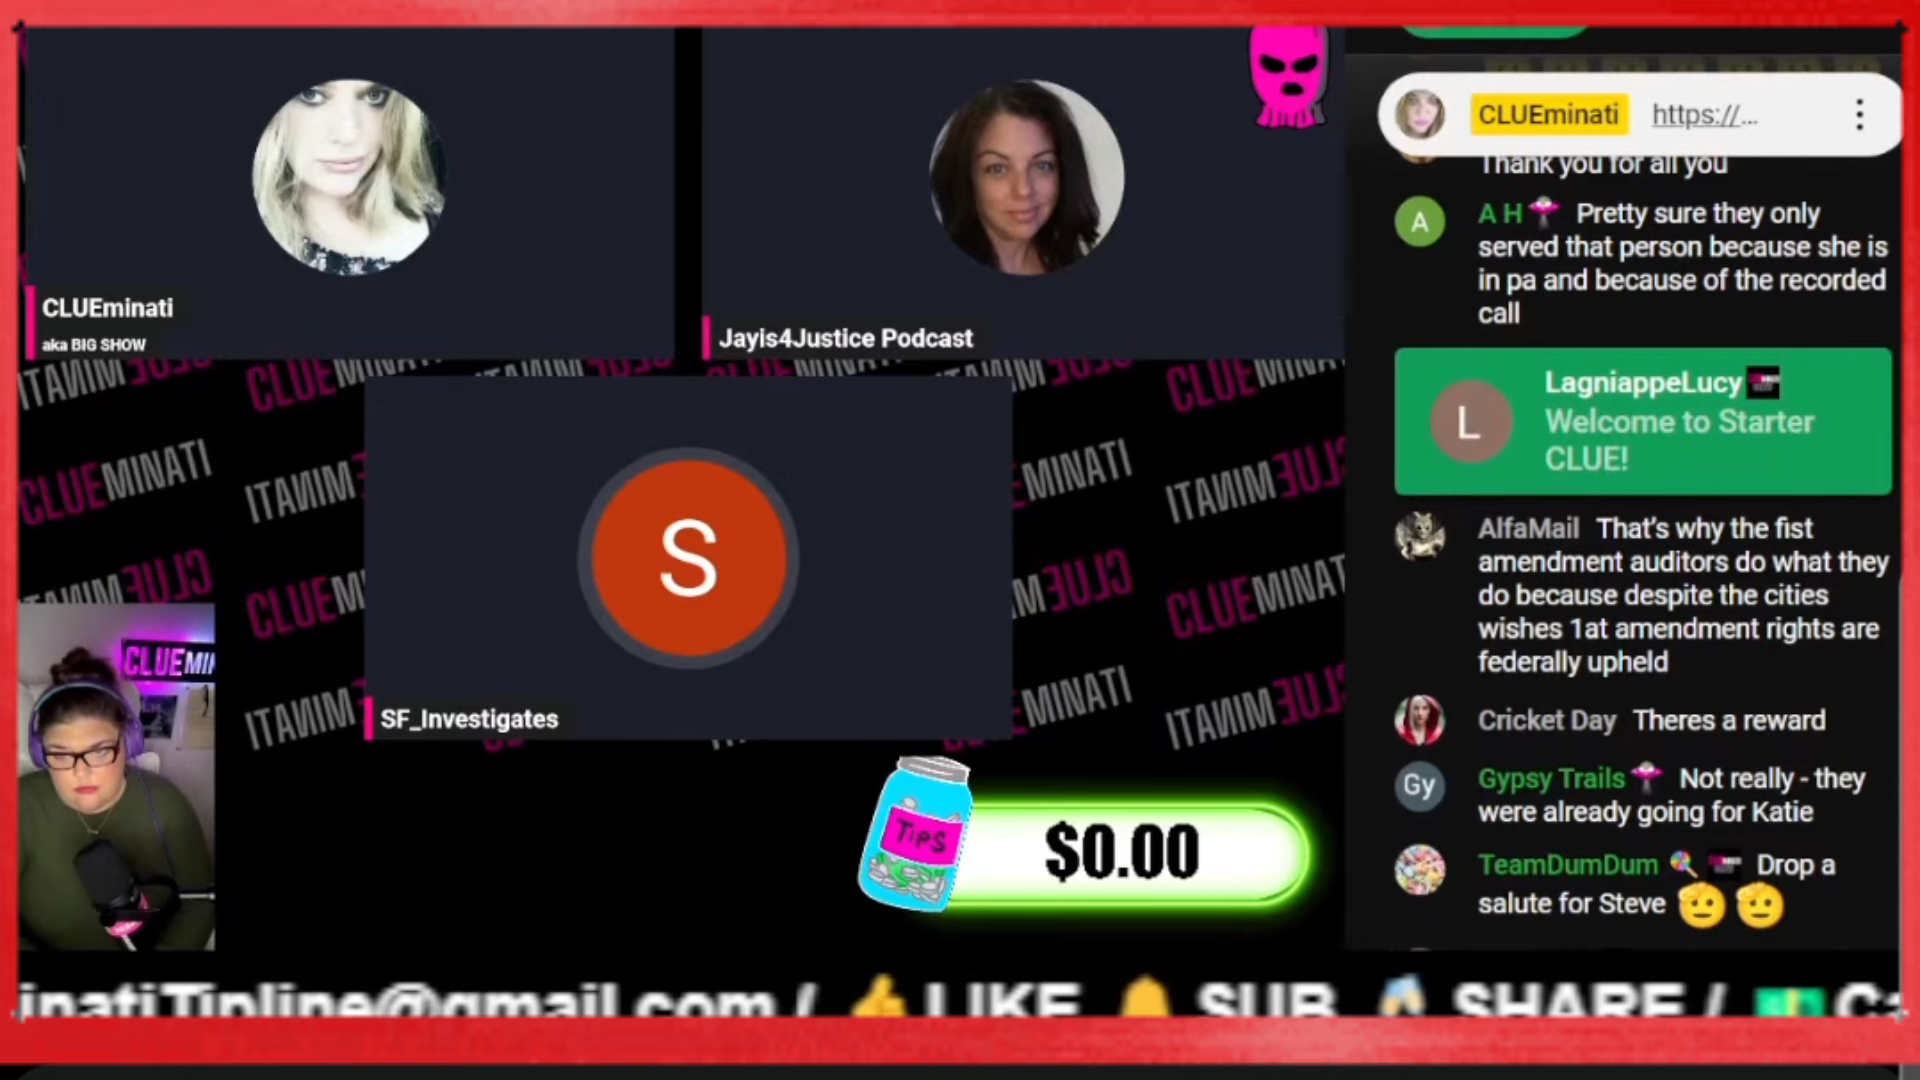 CLUEminati
aka BIG SHOW
Jayis4Justice Podcast
S
SF_Investigates
CLUEMINATI
TIPS
$0.00
CLUEminati https://...
Thank you for all you
A
A H Pretty sure they only
served that person because she is
in pa and because of the recorded
call
L
LagniappeLucy
Welcome to Starter
CLUE!
AlfaMail That's why the fist
amendment auditors do what they
do because despite the cities
wishes 1at amendment rights are
federally upheld
Cricket Day Theres a reward
Gy
Gypsy Trails Not really - they
were already going for Katie
TeamDumDum Drop a
salute for Steve
inatiTipline@gmail.com / 👍 LIKE 🔔 SUB SHARE /